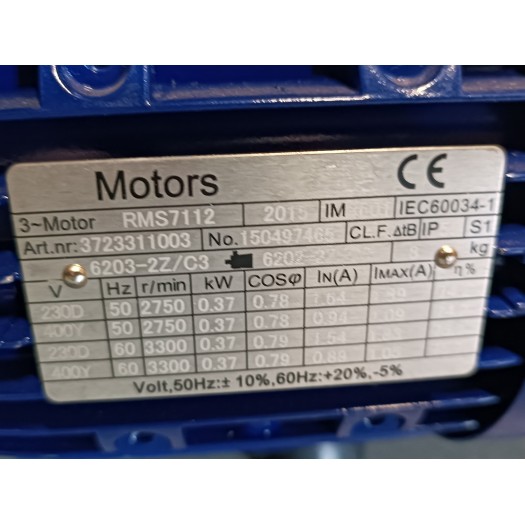 Motors CE
3~Motor RMS7112 2015 IM IEC60034-1
Art.nr:3723311003 No.150497465 CL.F.ΔtB IP S1
6203-2Z/C3 6202-2Z kg
V Hz r/min kW COSφ IN(A) IMAX(A) η%
230D 50 2750 0.37 0.78
400Y 50 2750 0.37 0.78
230D 60 3300 0.37 0.79
400Y 60 3300 0.37 0.79
Volt,50Hz:± 10%,60Hz:+20%,-5%